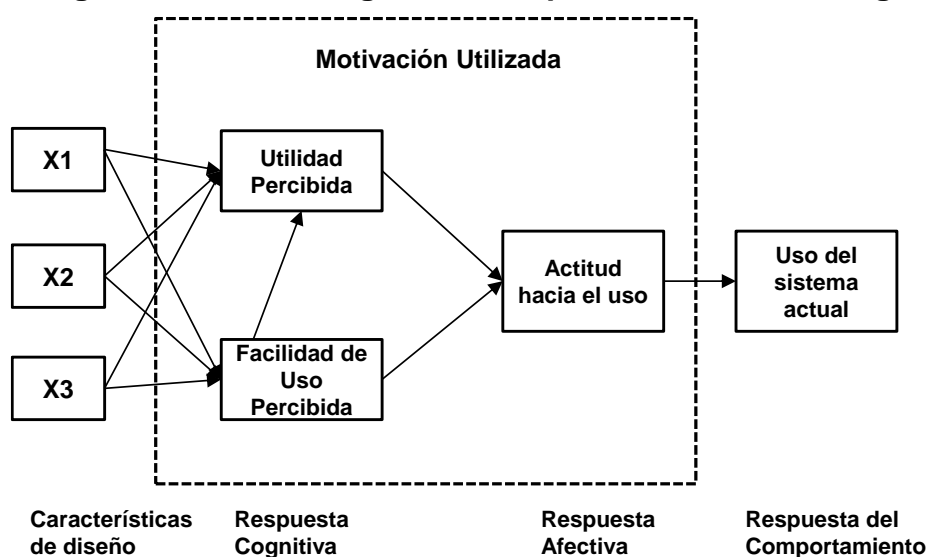 Motivación Utilizada
X1
X2
X3
Utilidad
Percibida
Facilidad de
Uso
Percibida
Actitud
hacia el uso
Uso del
sistema
actual
Características
de diseño
Respuesta
Cognitiva
Respuesta
Afectiva
Respuesta del
Comportamiento